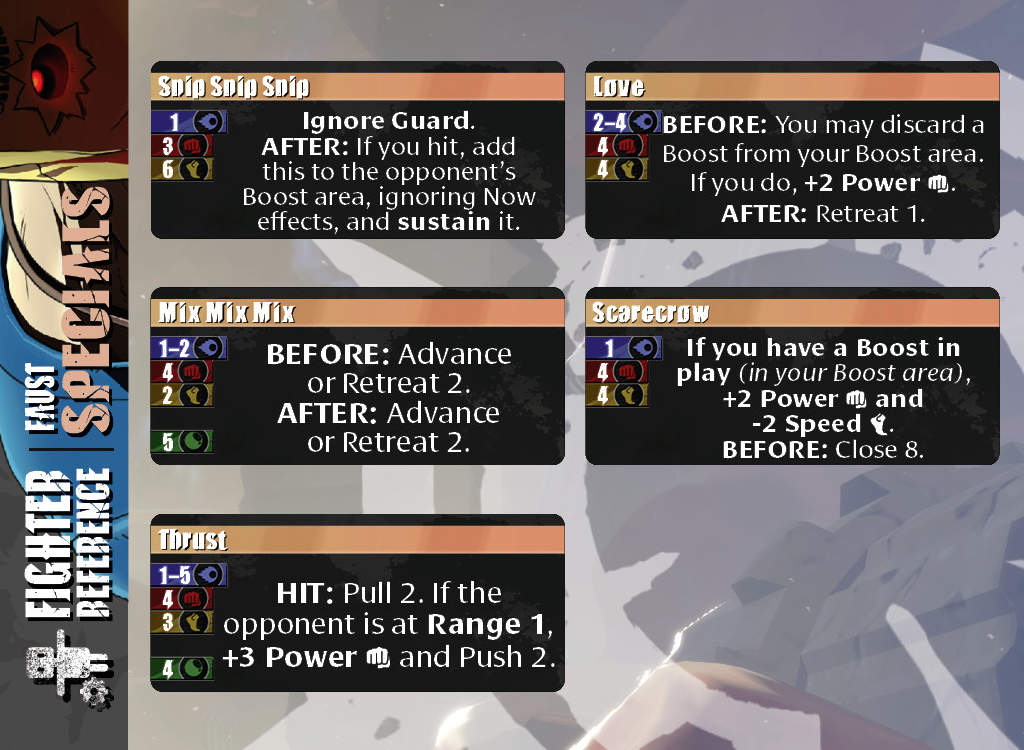 FIGHTER | FAUST
REFERENCE | SPECIALS
Snip Snip Snip
1
3
6
Ignore Guard.
AFTER: If you hit, add
this to the opponent's
Boost area, ignoring Now
effects, and sustain it.
Love
2–4
4
4
BEFORE: You may discard a
Boost from your Boost area.
If you do, +2 Power.
AFTER: Retreat 1.
Mix Mix Mix
1–2
4
2
5
BEFORE: Advance
or Retreat 2.
AFTER: Advance
or Retreat 2.
Scarecrow
1
4
4
If you have a Boost in
play (in your Boost area),
+2 Power and
-2 Speed.
BEFORE: Close 8.
Thrust
1–5
4
3
4
HIT: Pull 2. If the
opponent is at Range 1,
+3 Power and Push 2.